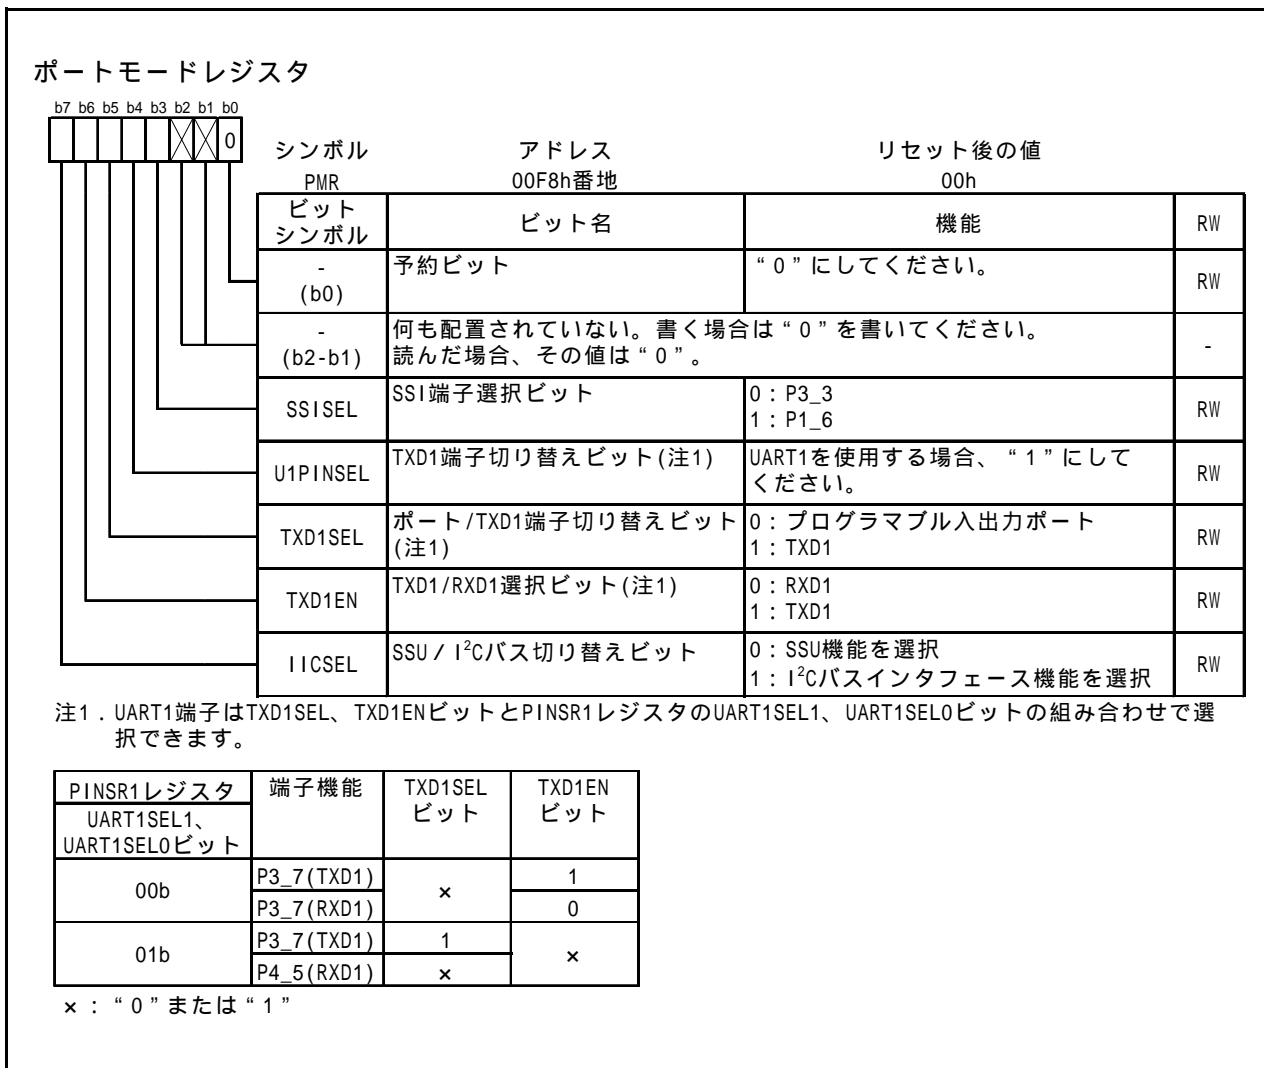 ポートモードレジスタ
b7 b6 b5 b4 b3 b2 b1 b0
0
シンボル アドレス リセット後の値
PMR 00F8h番地 00h
ビット
シンボル
ビット名 機能 RW
-
(b0)
予約ビット
“0”にしてください。
RW
-
(b2-b1)
何も配置されていない。書く場合は“0”を書いてください。
読んだ場合、その値は“0”。
-
SSISEL
SSI端子選択ビット
0：P3_3
1：P1_6
RW
U1PINSEL
TXD1端子切り替えビット(注1)
UART1を使用する場合、“1”にして
ください。
RW
TXD1SEL
ポート/TXD1端子切り替えビット
(注1)
0：プログラマブル入出力ポート
1：TXD1
RW
TXD1EN
TXD1/RXD1選択ビット(注1)
0：RXD1
1：TXD1
RW
IICSEL
SSU／I²Cバス切り替えビット
0：SSU機能を選択
1：I²Cバスインタフェース機能を選択
RW
注1．UART1端子はTXD1SEL、TXD1ENビットとPINSR1レジスタのUART1SEL1、UART1SEL0ビットの組み合わせで選
択できます。
PINSR1レジスタ
UART1SEL1、
UART1SEL0ビット
端子機能
TXD1SEL
ビット
TXD1EN
ビット
00b
P3_7(TXD1) × 1
P3_7(RXD1) 0
01b
P3_7(TXD1) 1 ×
P4_5(RXD1) ×
×：“0”または“1”